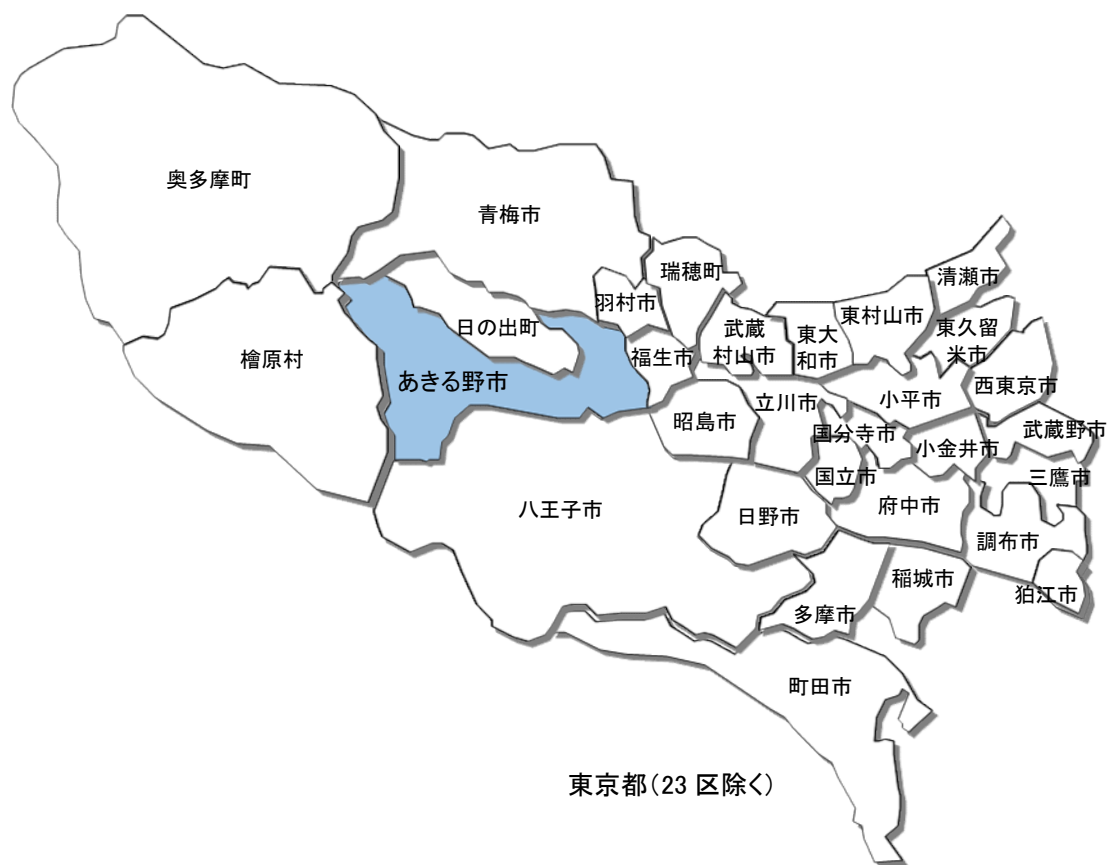 奥多摩町
青梅市
瑞穂町
清瀬市
羽村市
東村山市
日の出町
武蔵
村山市
東大
和市
東久留
米市
檜原村
福生市
あきる野市
西東京市
立川市
小平市
昭島市
国分寺市
武蔵野市
小金井市
国立市
三鷹市
八王子市
日野市
府中市
調布市
稲城市
狛江市
多摩市
町田市
東京都(23 区除く)